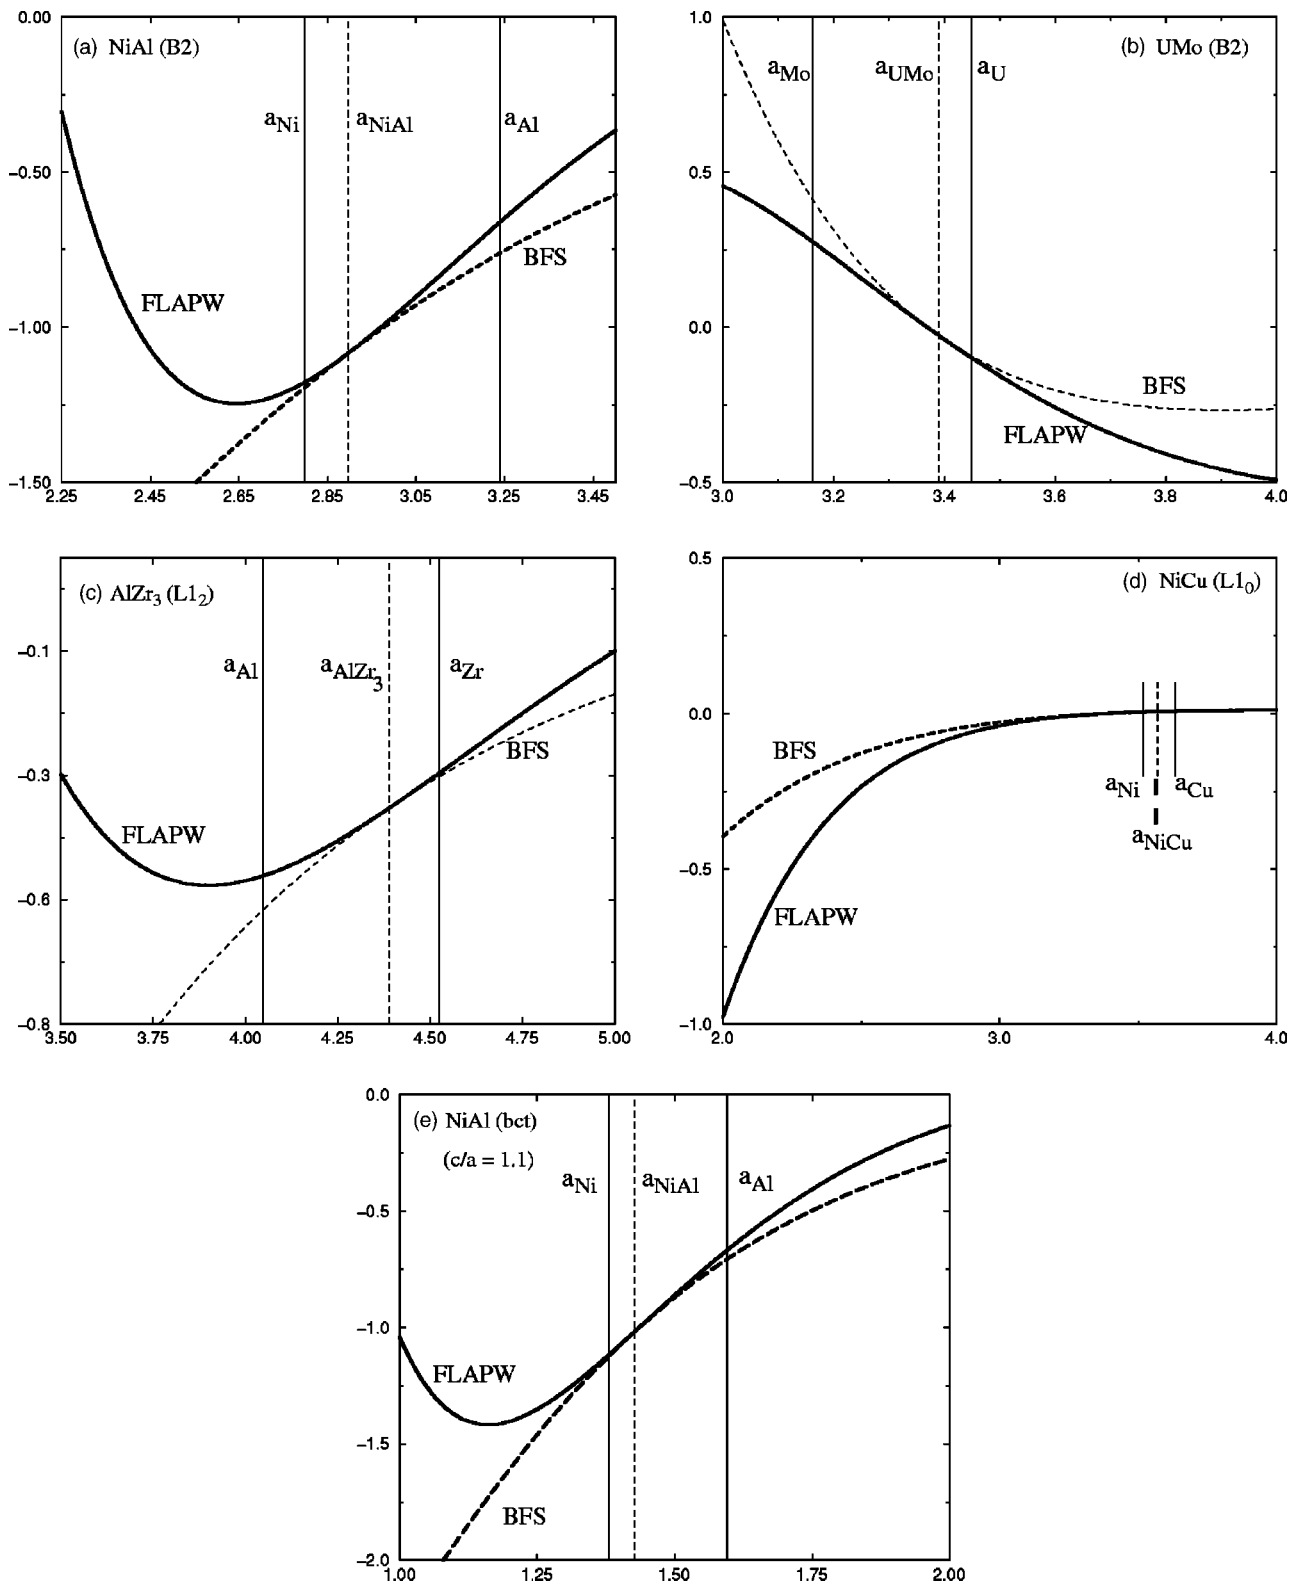 (a) NiAl (B2)
0.00
−0.50
−1.00
−1.50
a_Ni
a_NiAl
a_Al
FLAPW
BFS
2.25 2.45 2.65 2.85 3.05 3.25 3.45
(b) UMo (B2)
1.0
0.5
0.0
−0.5
a_Mo
a_UMo
a_U
BFS
FLAPW
3.0 3.2 3.4 3.6 3.8 4.0
(c) AlZr₃ (L1₂)
−0.1
−0.3
−0.6
−0.8
a_Al
a_AlZr₃
a_Zr
BFS
FLAPW
3.50 3.75 4.00 4.25 4.50 4.75 5.00
(d) NiCu (L1₀)
0.5
0.0
−0.5
−1.0
BFS
a_Ni
a_Cu
a_NiCu
FLAPW
2.0 3.0 4.0
(e) NiAl (bct)
(c/a = 1.1)
0.0
−0.5
−1.0
−1.5
−2.0
a_Ni
a_NiAl
a_Al
FLAPW
BFS
1.00 1.25 1.50 1.75 2.00